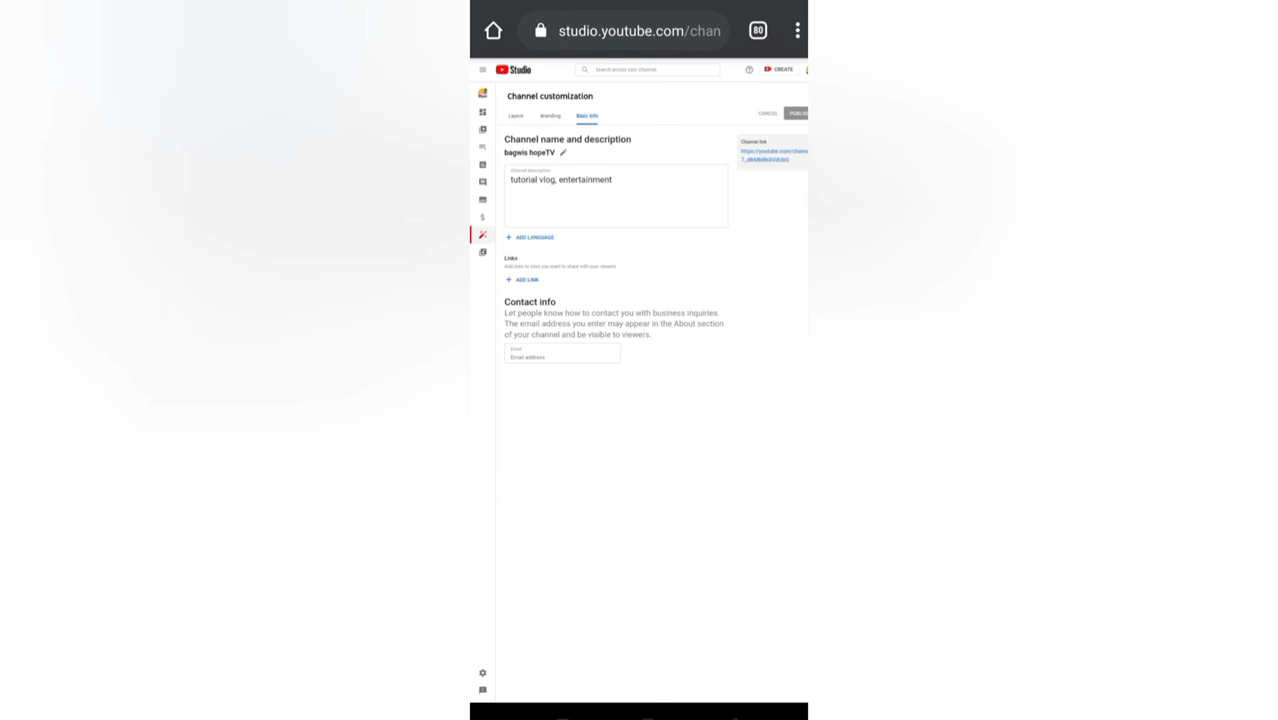 studio.youtube.com/chan
80
Studio
Search across your channel
CREATE
Channel customization
Layout
Branding
Basic info
CANCEL
Channel name and description
bagwis hopeTV
Channel link
Channel description
tutorial vlog, entertainment
ADD LANGUAGE
Links
Add links to sites you want to share with your viewers
ADD LINK
Contact info
Let people know how to contact you with business inquiries.
The email address you enter may appear in the About section
of your channel and be visible to viewers.
Email
Email address